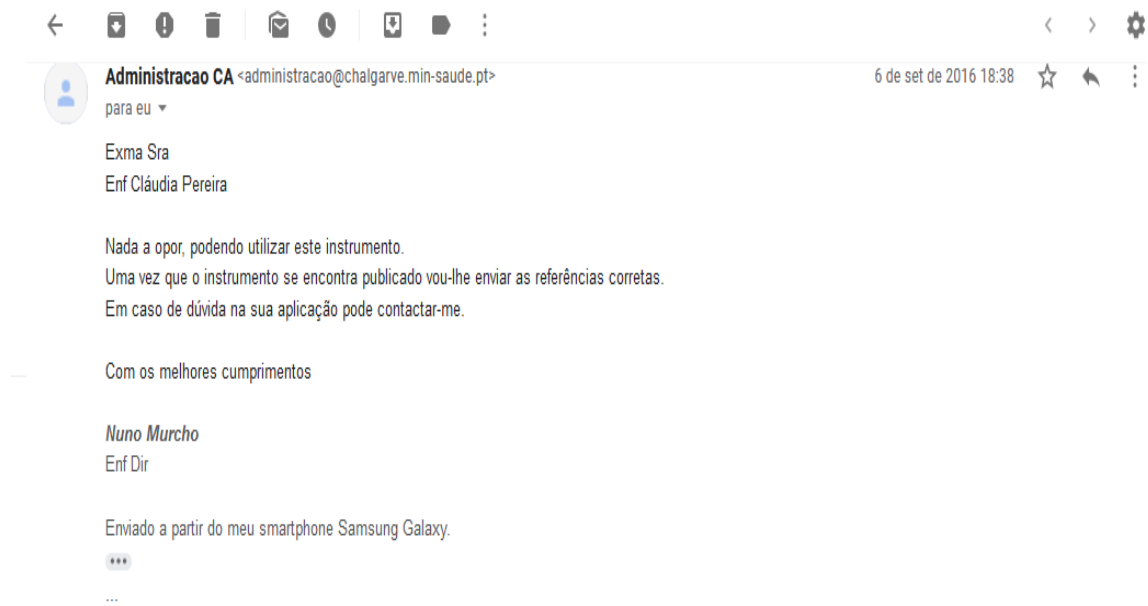 Administracao CA <administracao@chalgarve.min-saude.pt> 6 de set de 2016 18:38
para eu
Exma Sra
Enf Cláudia Pereira
Nada a opor, podendo utilizar este instrumento.
Uma vez que o instrumento se encontra publicado vou-lhe enviar as referências corretas.
Em caso de dúvida na sua aplicação pode contactar-me.
Com os melhores cumprimentos
Nuno Murcho
Enf Dir
Enviado a partir do meu smartphone Samsung Galaxy.
...